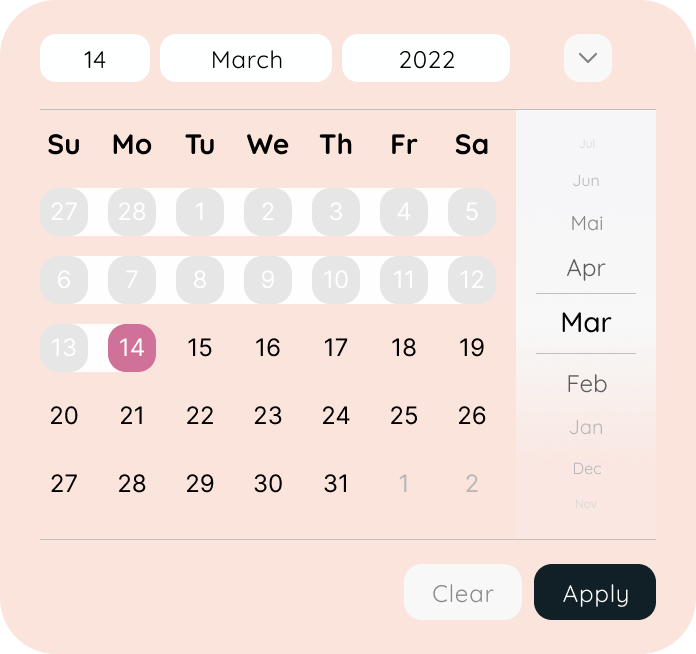 14 March 2022
Su Mo Tu We Th Fr Sa
27 28 1 2 3 4 5
6 7 8 9 10 11 12
13 14 15 16 17 18 19
20 21 22 23 24 25 26
27 28 29 30 31 1 2
Jul
Jun
Mai
Apr
Mar
Feb
Jan
Dec
Nov
Clear Apply